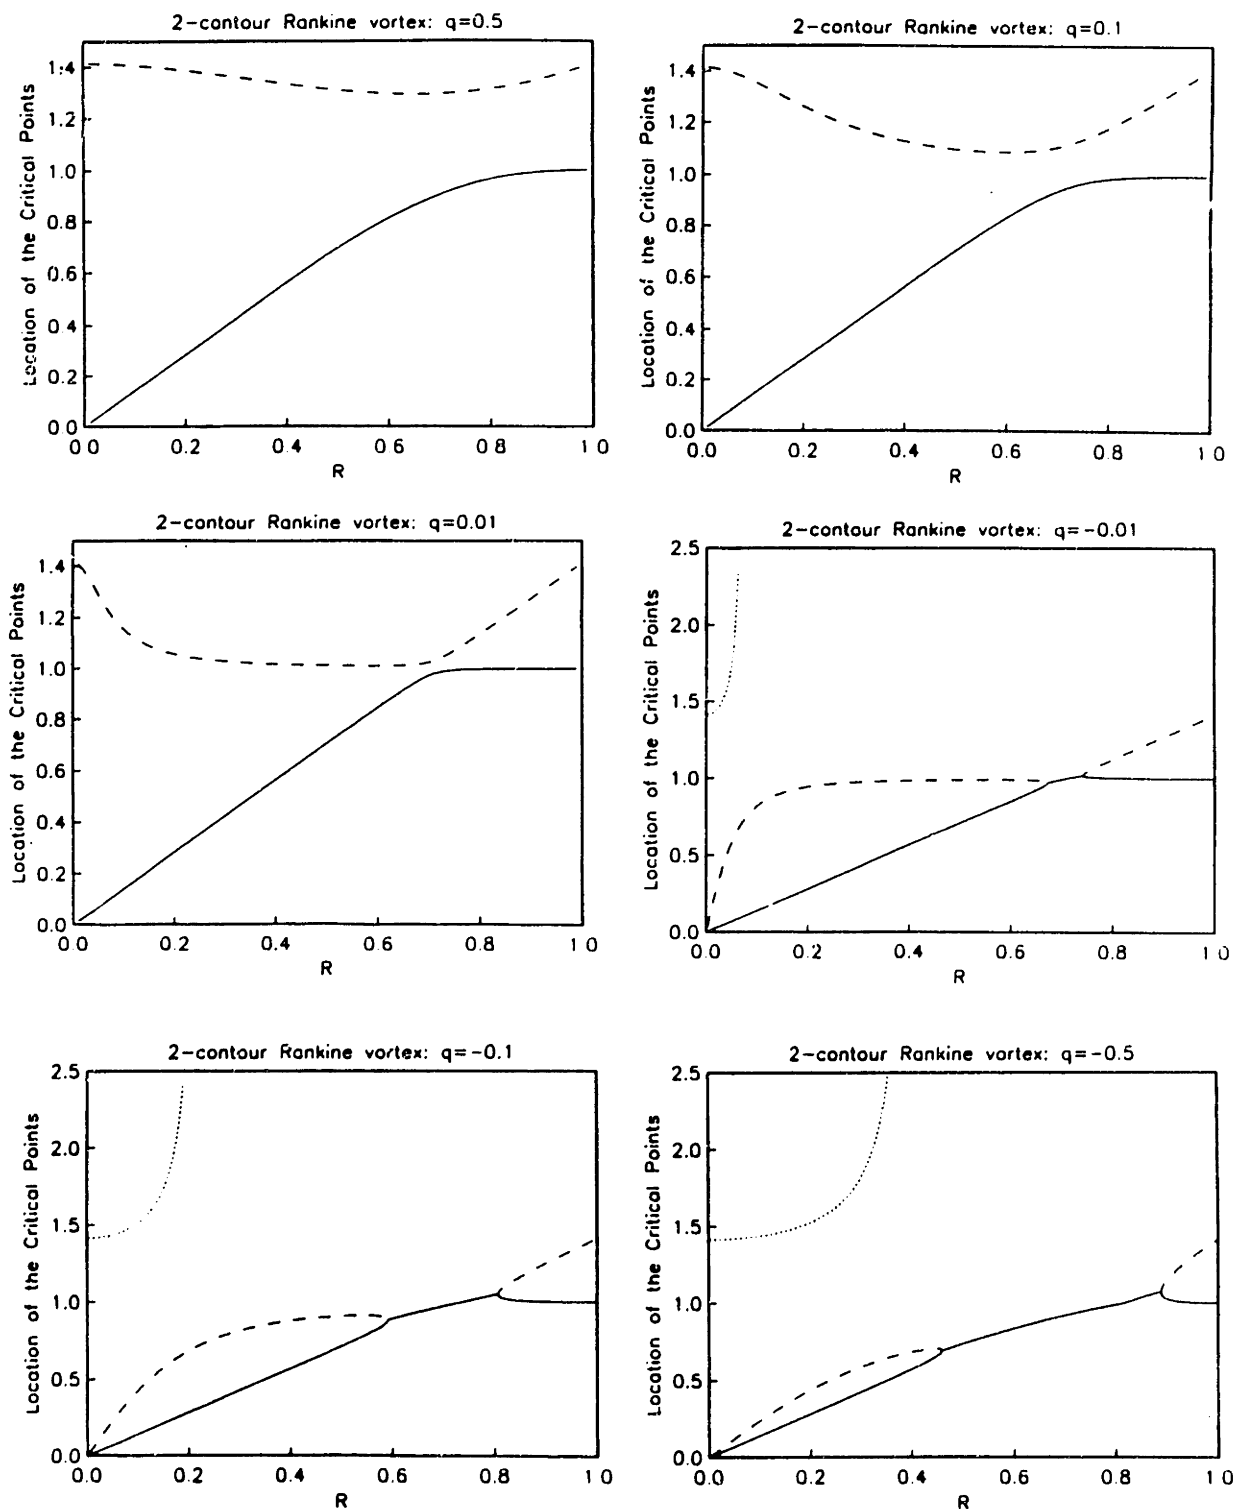 2-contour Rankine vortex: q=0.5
Location of the Critical Points
1.4
1.2
1.0
0.8
0.6
0.4
0.2
0.0
0.0 0.2 0.4 0.6 0.8 1 0
R
2-contour Rankine vortex: q=0.1
Location of the Critical Points
1.4
1.2
1.0
0.8
0.6
0.4
0.2
0.0
0.0 0.2 0.4 0.6 0.8 1 0
R
2-contour Rankine vortex: q=0.01
Location of the Critical Points
1.4
1.2
1.0
0.8
0.6
0.4
0.2
0.0
0.0 0.2 0.4 0.6 0.8 1 0
R
2-contour Rankine vortex: q=-0.01
Location of the Critical Points
2.5
2.0
1.5
1.0
0.5
0.0
0.0 0.2 0.4 0.6 0.8 1 0
R
2-contour Rankine vortex: q=-0.1
Location of the Critical Points
2.5
2.0
1.5
1.0
0.5
0.0
0.0 0.2 0.4 0.6 0.8 1 0
R
2-contour Rankine vortex: q=-0.5
Location of the Critical Points
2.5
2.0
1.5
1.0
0.5
0.0
0.0 0.2 0.4 0.6 0.8 1 0
R